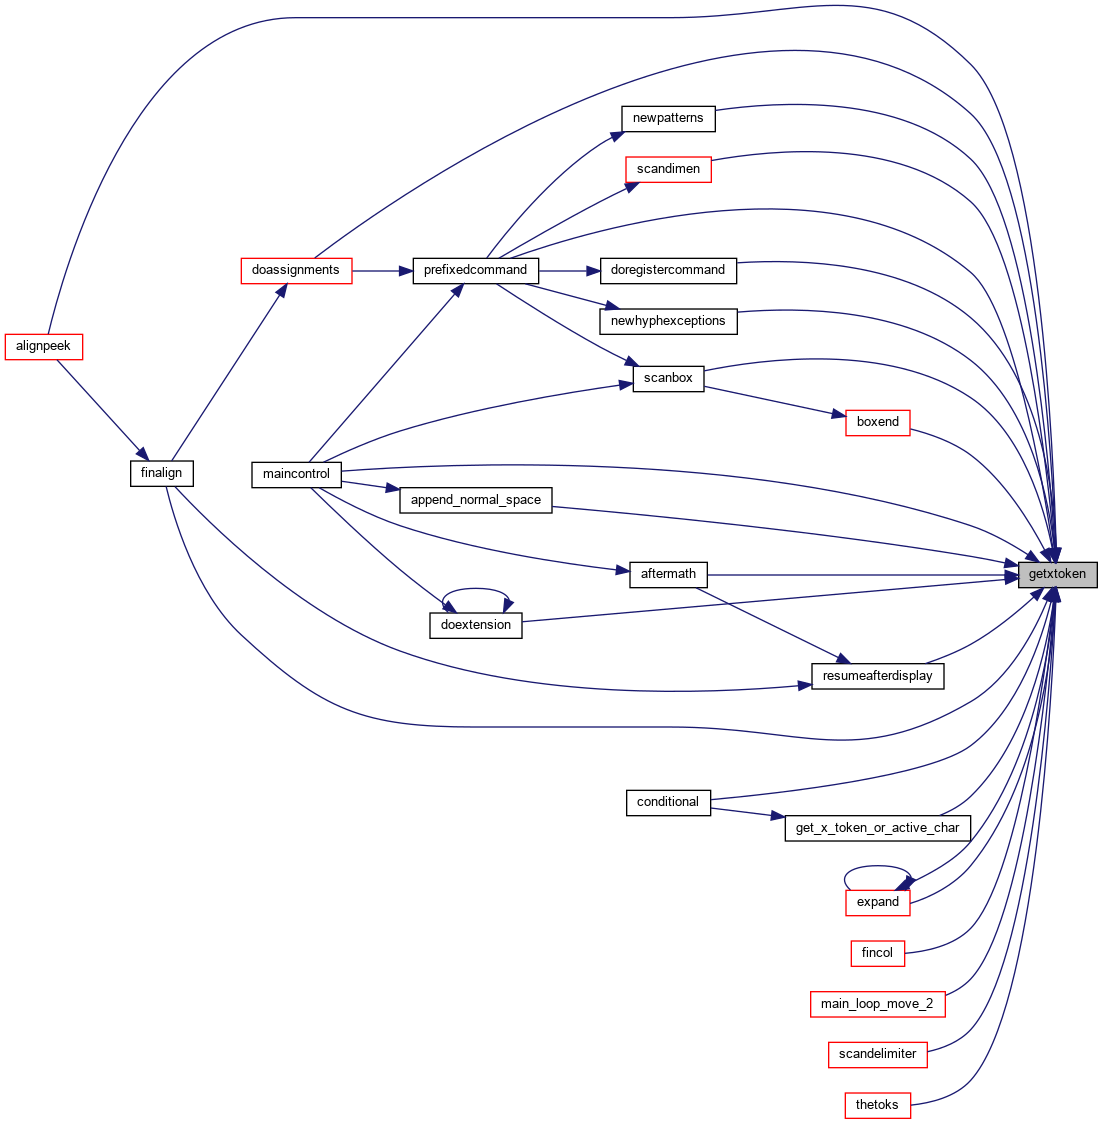 newpatterns
scandimen
doassignments
prefixedcommand
doregistercommand
newhyphexceptions
alignpeek
scanbox
boxend
finalign
maincontrol
append_normal_space
aftermath
getxtoken
doextension
resumeafterdisplay
conditional
get_x_token_or_active_char
expand
fincol
main_loop_move_2
scandelimiter
thetoks